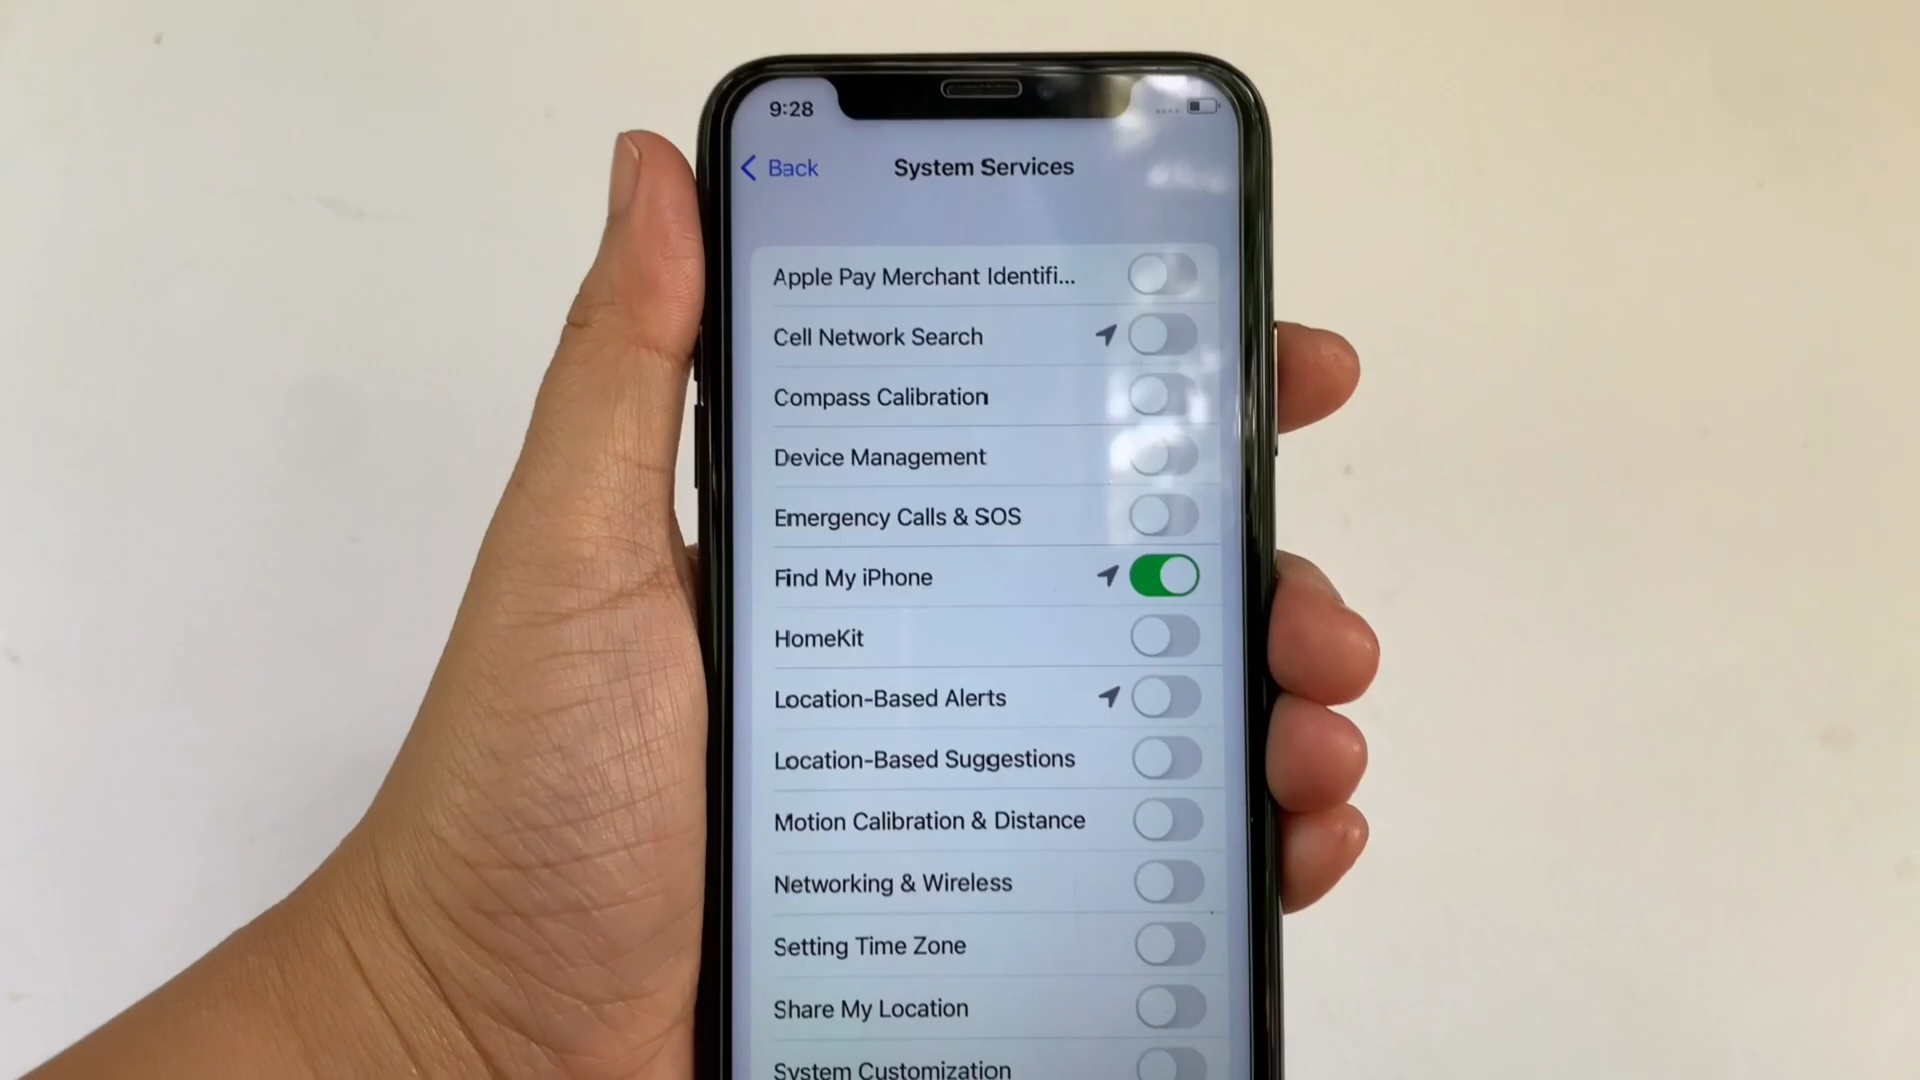 9:28
Back
System Services
Apple Pay Merchant Identifi...
Cell Network Search
Compass Calibration
Device Management
Emergency Calls & SOS
Find My iPhone
HomeKit
Location-Based Alerts
Location-Based Suggestions
Motion Calibration & Distance
Networking & Wireless
Setting Time Zone
Share My Location
System Customization